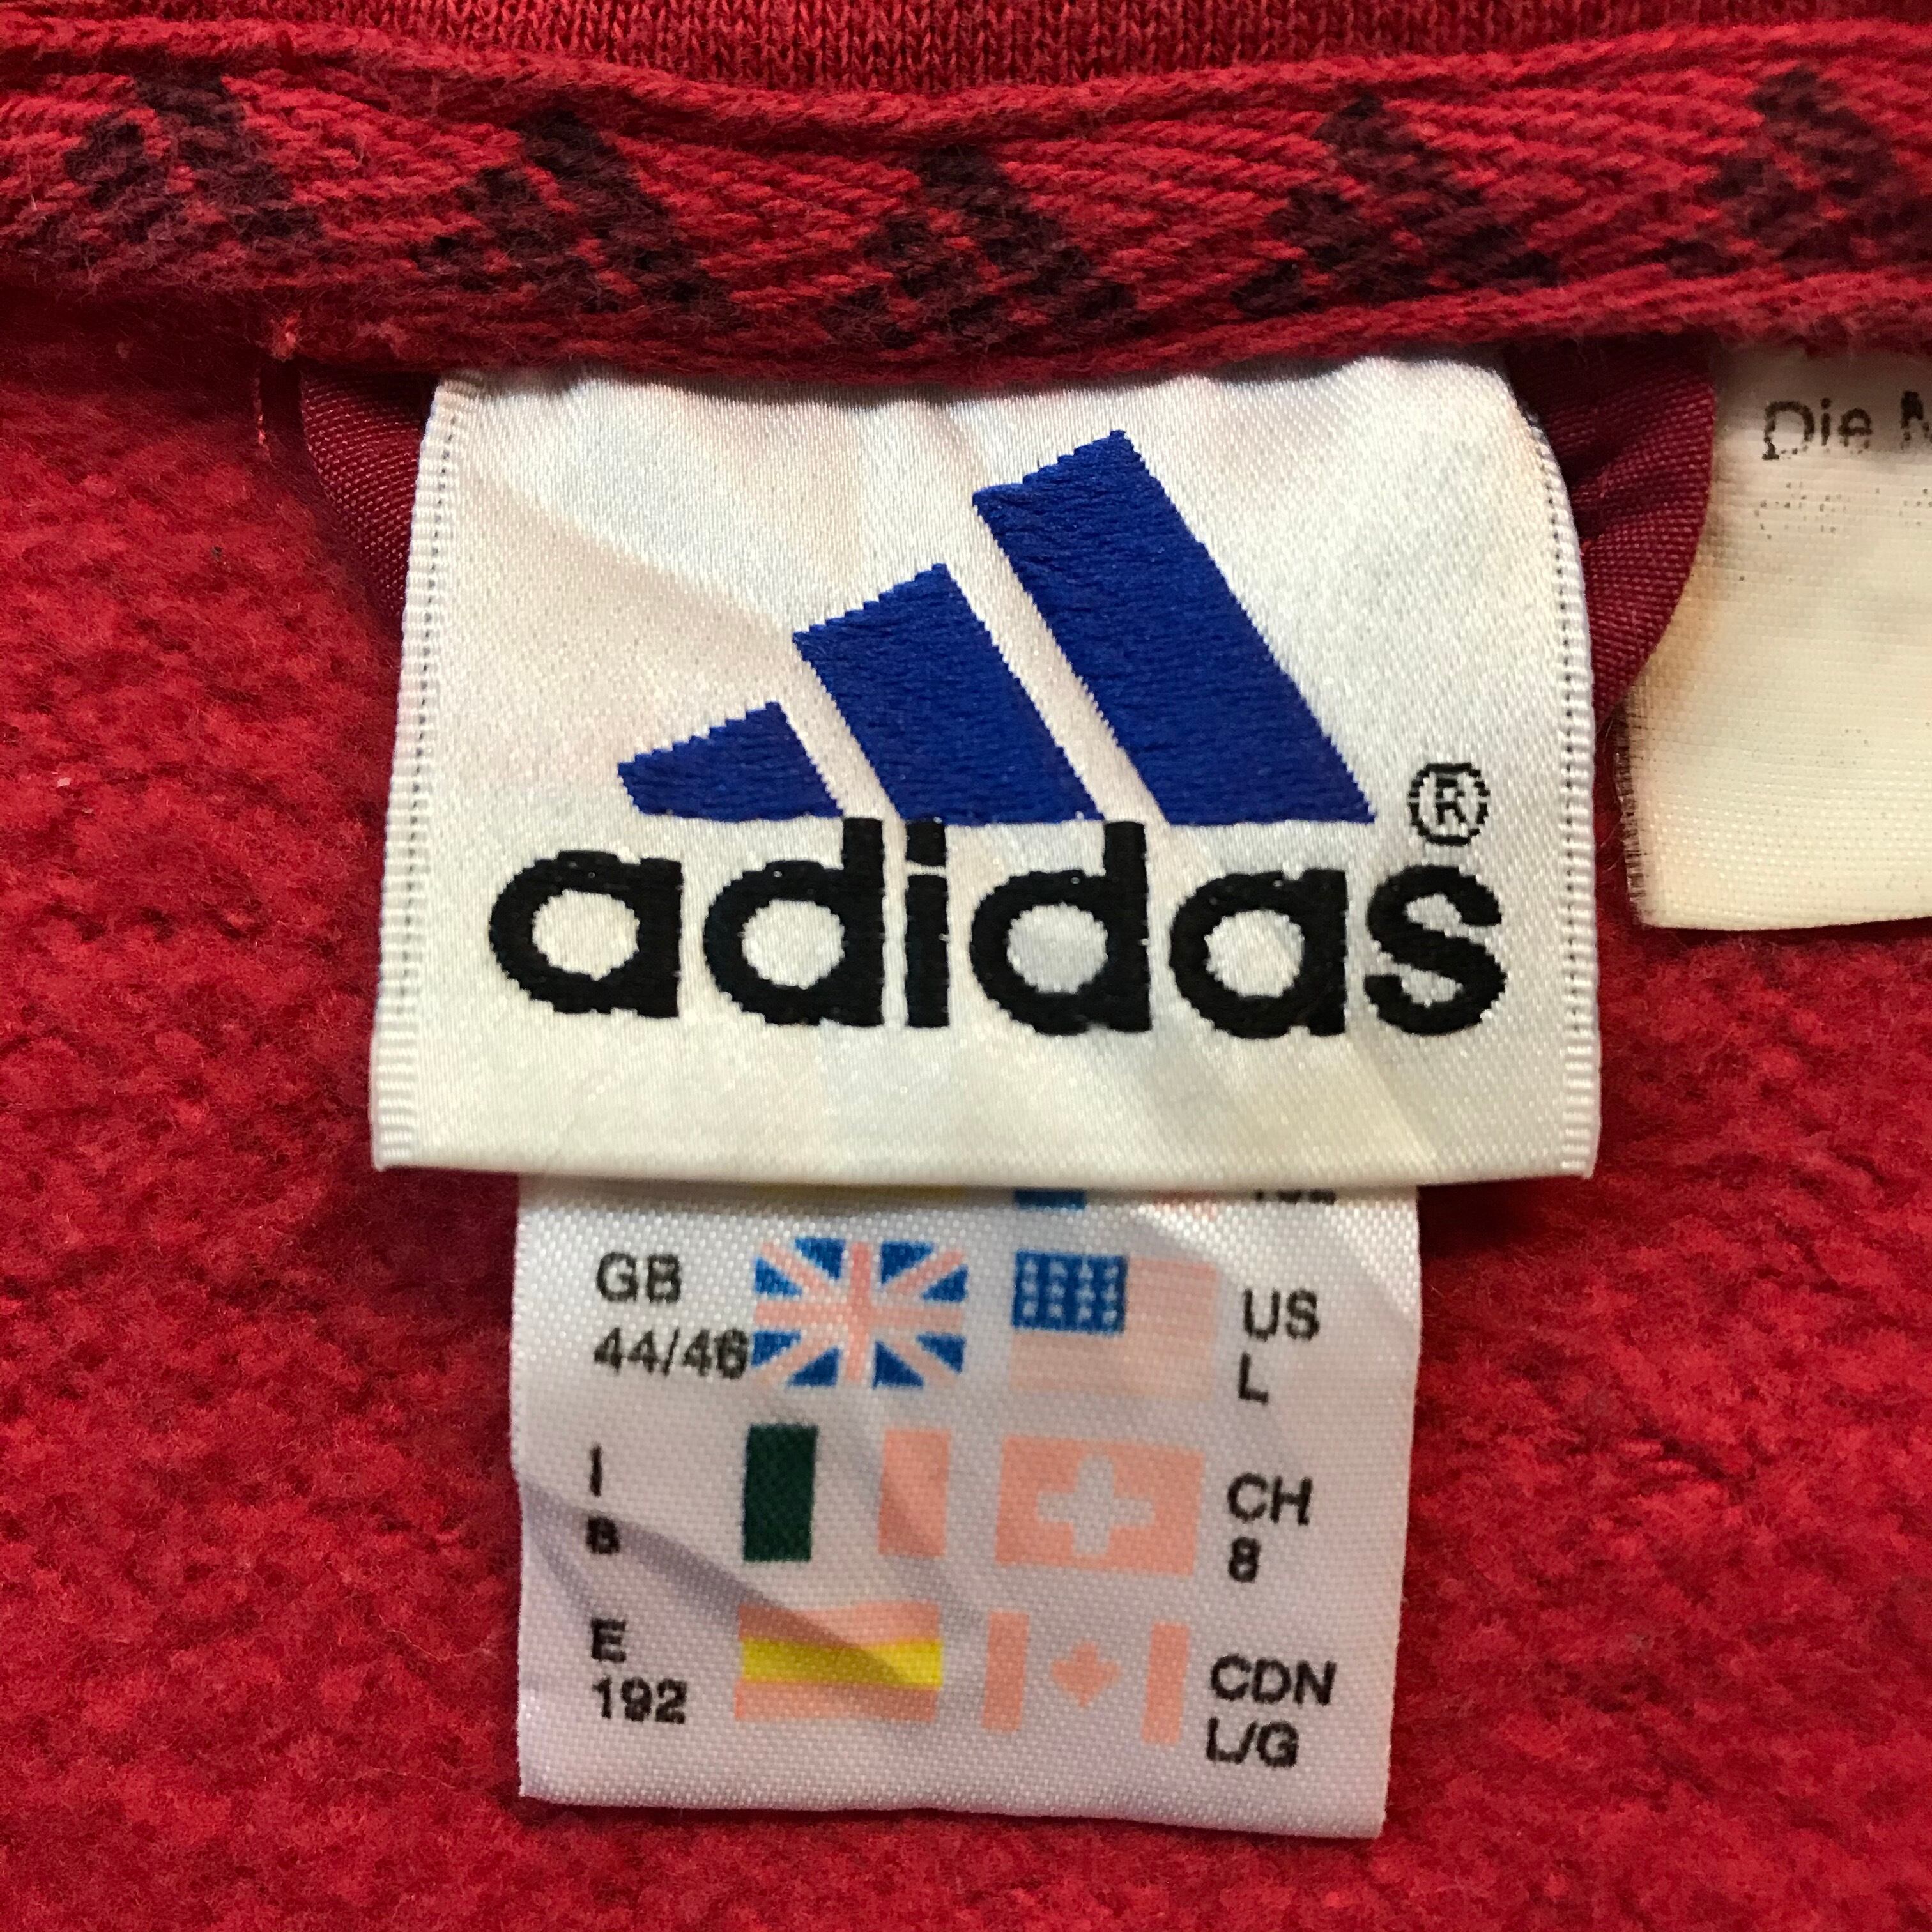 adidas®
Die
GB
44/46
US
L
I
8
CH
8
E
192
CDN
L/G